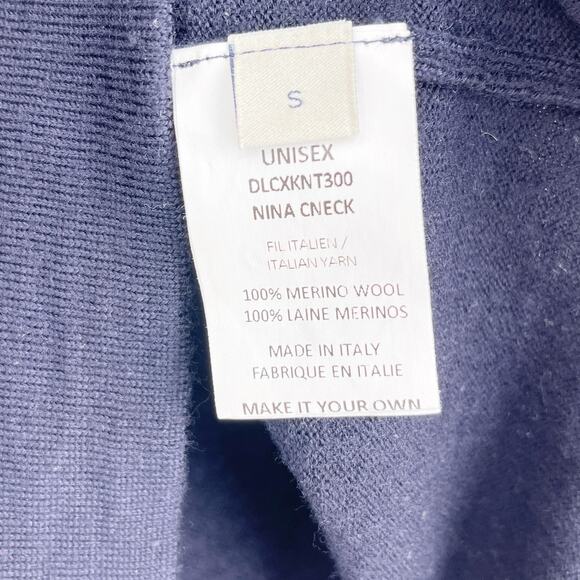 S
UNISEX
DLCXKNT300
NINA CNECK
FIL ITALIEN /
ITALIAN YARN
100% MERINO WOOL
100% LAINE MERINOS
MADE IN ITALY
FABRIQUE EN ITALIE
MAKE IT YOUR OWN